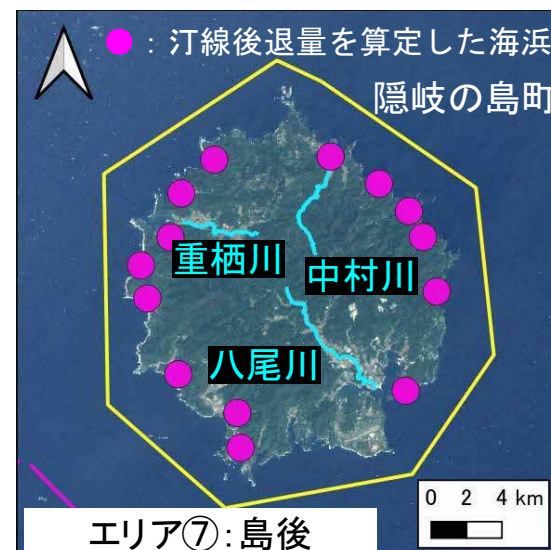 ●：汀線後退量を算定した海浜
隠岐の島町
重栖川
中村川
八尾川
0 2 4 km
エリア⑦：島後